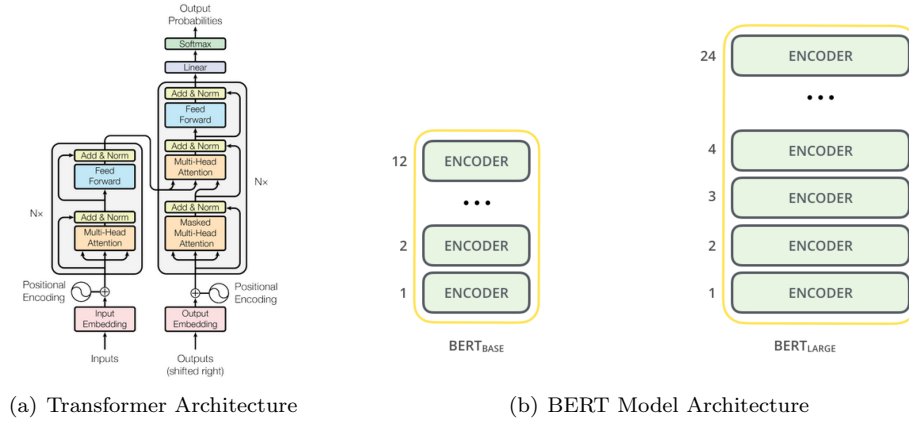 Output
Probabilities
Softmax
Linear
Add & Norm
Feed
Forward
Add & Norm
Multi-Head
Attention
Add & Norm
Masked
Multi-Head
Attention
N×
Positional
Encoding
Output
Embedding
Outputs
(shifted right)
Add & Norm
Feed
Forward
N×
Add & Norm
Multi-Head
Attention
Positional
Encoding
Input
Embedding
Inputs
(a) Transformer Architecture
12 ENCODER
...
2 ENCODER
1 ENCODER
BERTBASE
24 ENCODER
...
4 ENCODER
3 ENCODER
2 ENCODER
1 ENCODER
BERTLARGE
(b) BERT Model Architecture